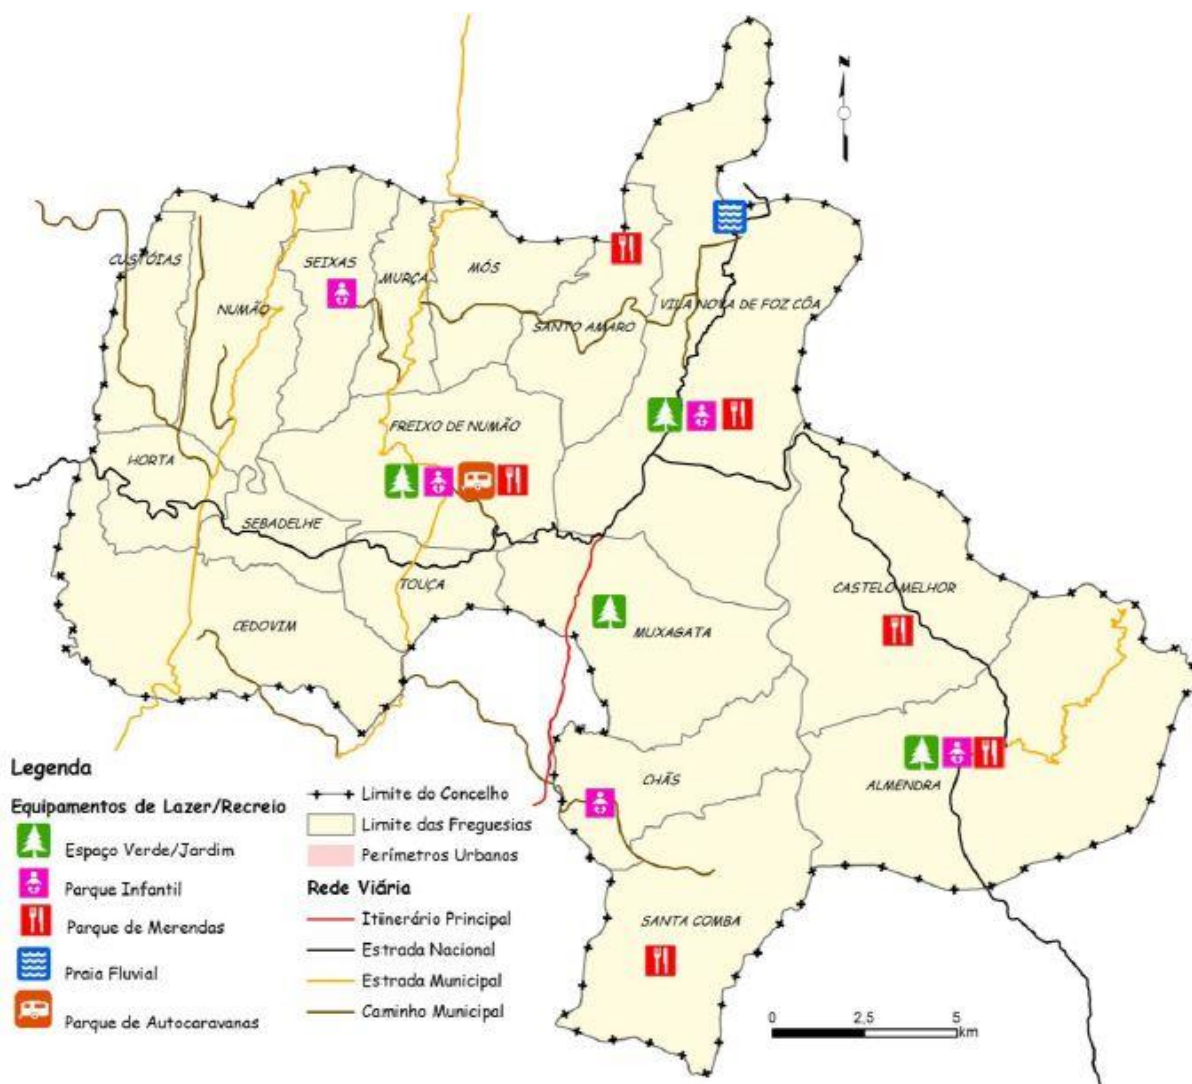 N
CUSTÓIAS
SEIXAS
MURÇA
MÓS
NUMÃO
VILA NOVA DE FOZ CÔA
SANTO AMARO
FREIXO DE NUMÃO
HORTA
SEBADELHE
TOUÇA
CASTELO MELHOR
CEDOVIM
MUXAGATA
CHÃS
ALMENDRA
SANTA COMBA
Legenda
Equipamentos de Lazer/Recreio
Espaço Verde/Jardim
Parque Infantil
Parque de Merendas
Praia Fluvial
Parque de Autocaravanas
Limite do Concelho
Limite das Freguesias
Perímetros Urbanos
Rede Viária
Itinerário Principal
Estrada Nacional
Estrada Municipal
Caminho Municipal
0 2,5 5
km